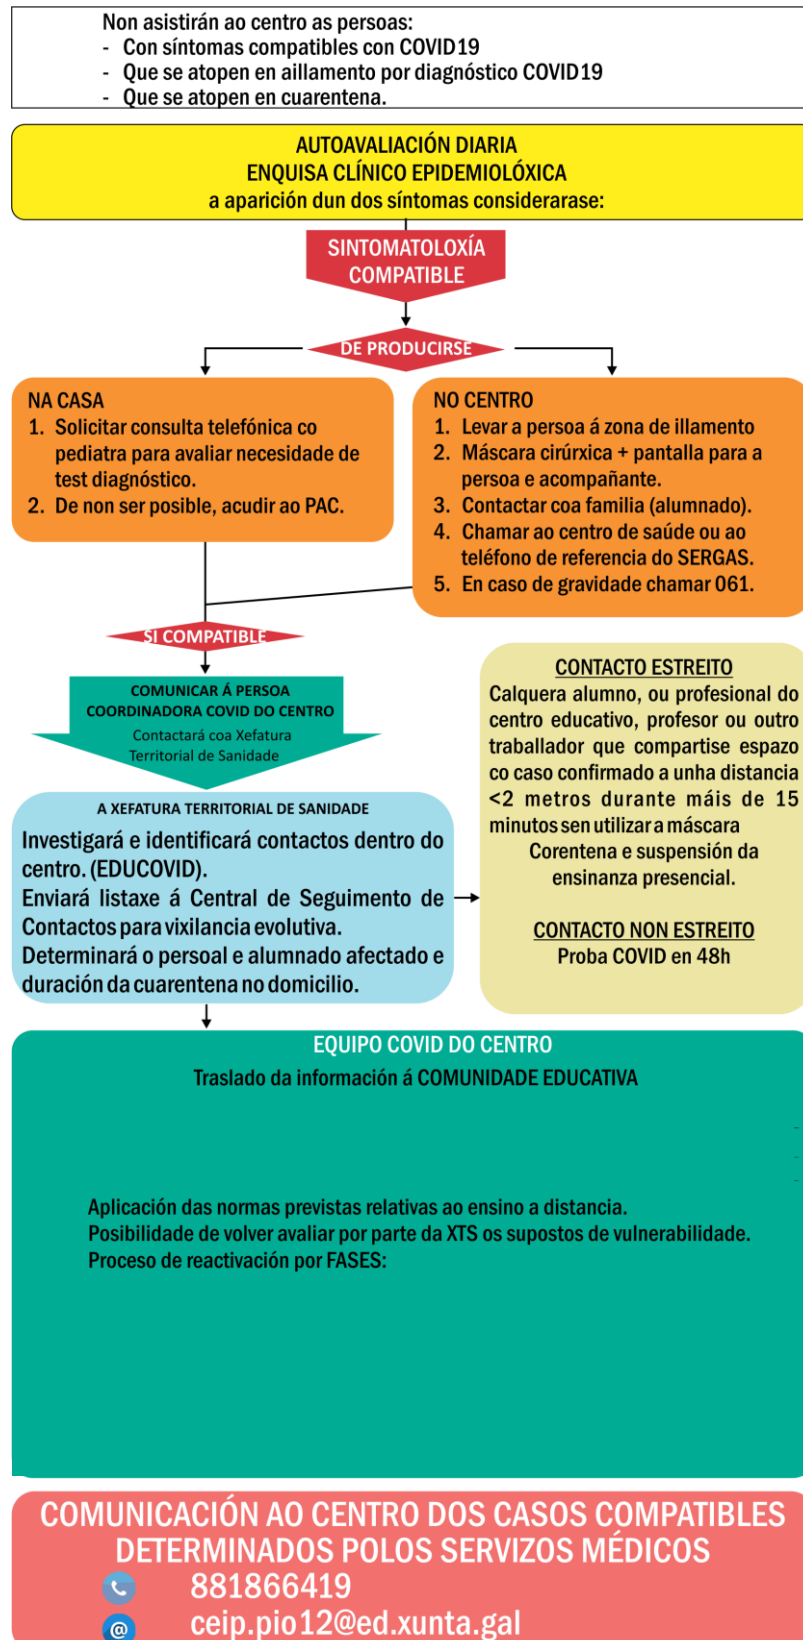 Non asistirán ao centro as persoas:
- Con síntomas compatibles con COVID19
- Que se atopen en aillamento por diagnóstico COVID19
- Que se atopen en cuarentena.
AUTOAVALIACIÓN DIARIA
ENQUISA CLÍNICO EPIDEMIOLÓXICA
a aparición dun dos síntomas considerarase:
SINTOMATOLOXÍA
COMPATIBLE
DE PRODUCIRSE
NA CASA
1. Solicitar consulta telefónica co
pediatra para avaliar necesidade de
test diagnóstico.
2. De non ser posible, acudir ao PAC.
NO CENTRO
1. Levar a persoa á zona de illamento
2. Máscara cirúrxica + pantalla para a
persoa e acompañante.
3. Contactar coa familia (alumnado).
4. Chamar ao centro de saúde ou ao
teléfono de referencia do SERGAS.
5. En caso de gravidade chamar 061.
SI COMPATIBLE
COMUNICAR Á PERSOA
COORDINADORA COVID DO CENTRO
Contactará coa Xefatura
Territorial de Sanidade
A XEFATURA TERRITORIAL DE SANIDADE
Investigará e identificará contactos dentro do
centro. (EDUCOVID).
Enviará listaxe á Central de Seguimento de
Contactos para vixilancia evolutiva.
Determinará o persoal e alumnado afectado e
duración da cuarentena no domicilio.
CONTACTO ESTREITO
Calquera alumno, ou profesional do
centro educativo, profesor ou outro
traballador que compartise espazo
co caso confirmado a unha distancia
<2 metros durante máis de 15
minutos sen utilizar a máscara
Corentena e suspensión da
ensinanza presencial.
CONTACTO NON ESTREITO
Proba COVID en 48h
EQUIPO COVID DO CENTRO
Traslado da información á COMUNIDADE EDUCATIVA
Aplicación das normas previstas relativas ao ensino a distancia.
Posibilidade de volver avaliar por parte da XTS os supostos de vulnerabilidade.
Proceso de reactivación por FASES:
COMUNICACIÓN AO CENTRO DOS CASOS COMPATIBLES
DETERMINADOS POLOS SERVIZOS MÉDICOS
881866419
@ ceip.pio12@ed.xunta.gal